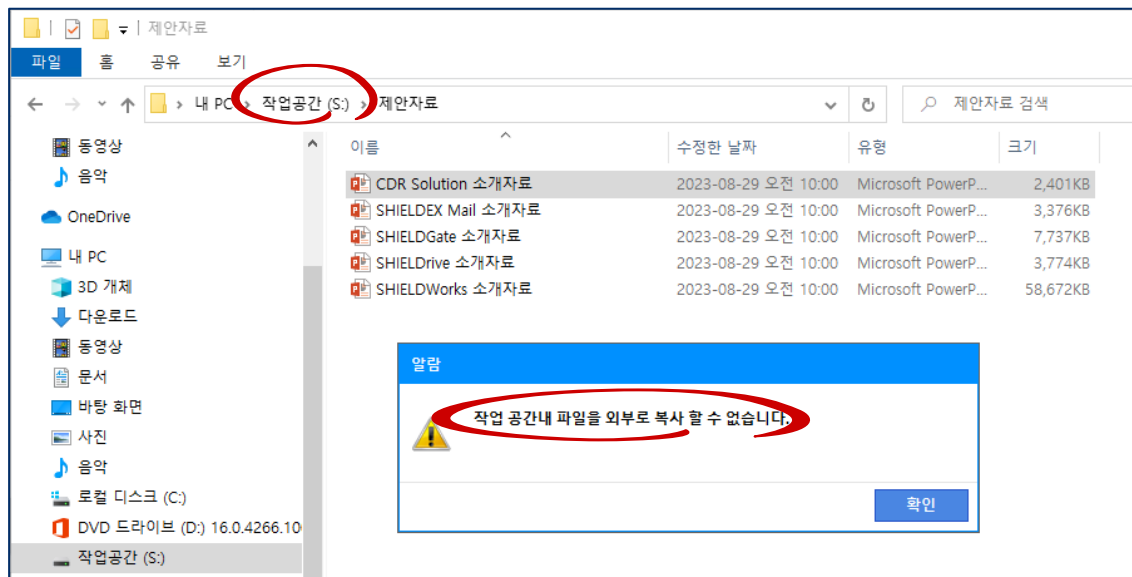 제안자료
파일 홈 공유 보기
내 PC 작업공간 (S:) 제안자료
제안자료 검색
이름 수정한 날짜 유형 크기
CDR Solution 소개자료 2023-08-29 오전 10:00 Microsoft PowerP... 2,401KB
SHIELDEX Mail 소개자료 2023-08-29 오전 10:00 Microsoft PowerP... 3,376KB
SHIELDGate 소개자료 2023-08-29 오전 10:00 Microsoft PowerP... 7,737KB
SHIELDrive 소개자료 2023-08-29 오전 10:00 Microsoft PowerP... 3,774KB
SHIELDWorks 소개자료 2023-08-29 오전 10:00 Microsoft PowerP... 58,672KB
동영상
음악
OneDrive
내 PC
3D 개체
다운로드
동영상
문서
바탕 화면
사진
음악
로컬 디스크 (C:)
DVD 드라이브 (D:) 16.0.4266.10
작업공간 (S:)
알람
작업 공간내 파일을 외부로 복사 할 수 없습니다.
확인